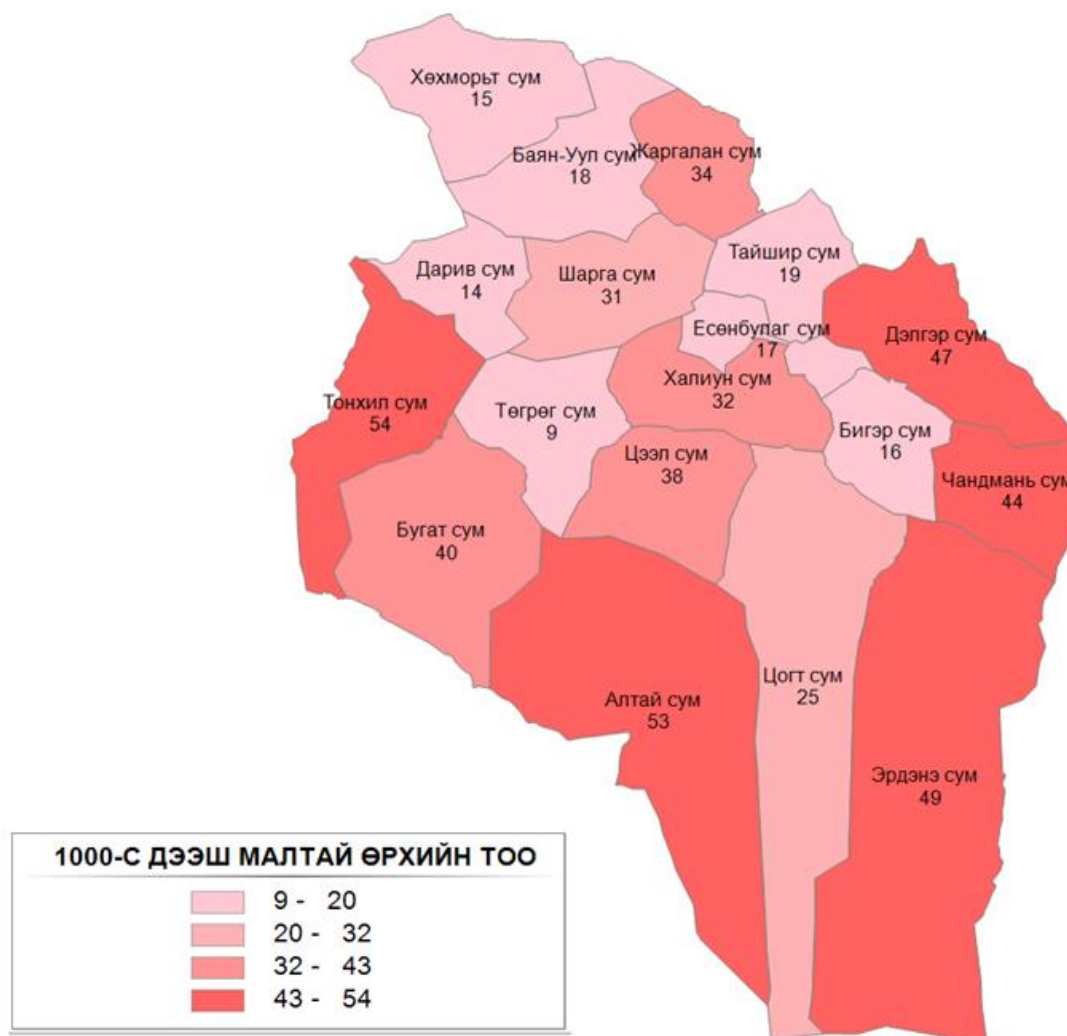 Хөхморьт сум
15
Баян-Уул сум
18
Жаргалан сум
34
Тайшир сум
19
Дарив сум
14
Шарга сум
31
Есөнбулаг сум
17
Дэлгэр сум
47
Халиун сум
32
Тонхил сум
54
Төгрөг сум
9
Бигэр сум
16
Цээл сум
38
Чандмань сум
44
Бугат сум
40
Цогт сум
25
Алтай сум
53
Эрдэнэ сум
49
1000-С ДЭЭШ МАЛТАЙ ӨРХИЙН ТОО
9 - 20
20 - 32
32 - 43
43 - 54